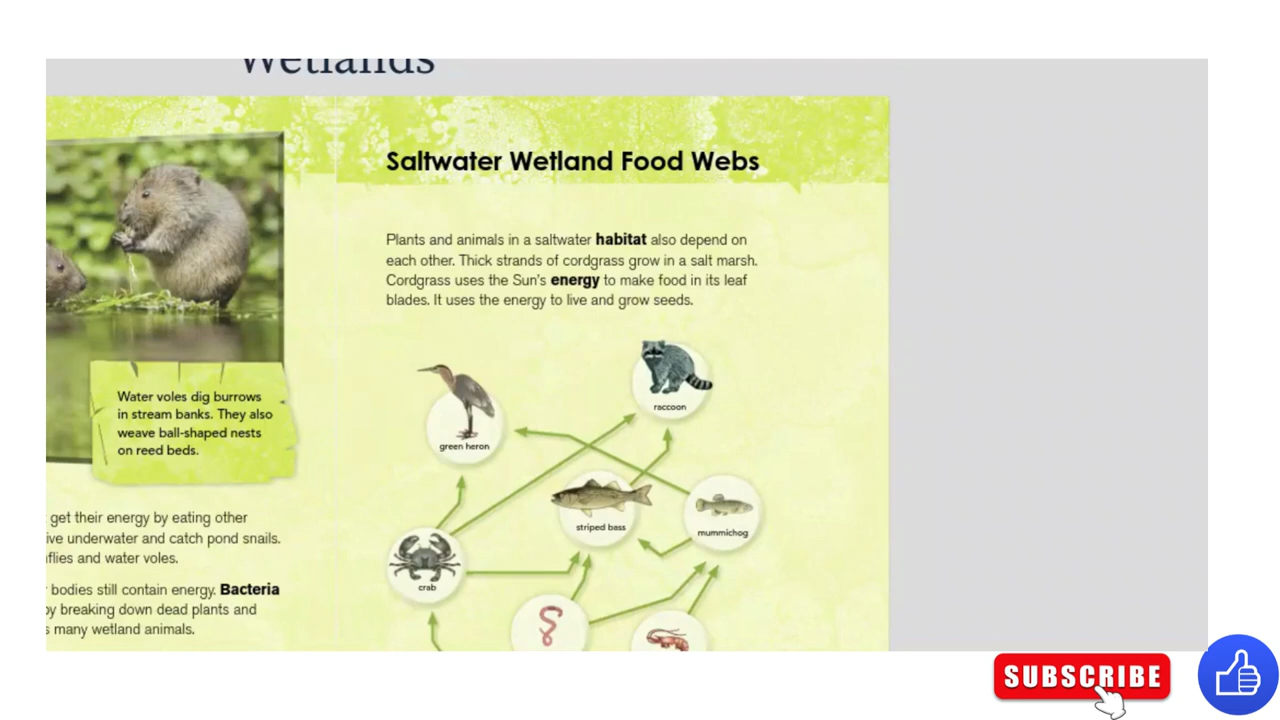 Wetlands
Saltwater Wetland Food Webs
Plants and animals in a saltwater habitat also depend on
each other. Thick strands of cordgrass grow in a salt marsh.
Cordgrass uses the Sun's energy to make food in its leaf
blades. It uses the energy to live and grow seeds.
Water voles dig burrows
in stream banks. They also
weave ball-shaped nests
on reed beds.
get their energy by eating other
underwater and catch pond snails.
and water voles.
bodies still contain energy. Bacteria
by breaking down dead plants and
many wetland animals.
raccoon
green heron
striped bass
mummichog
crab
SUBSCRIBE